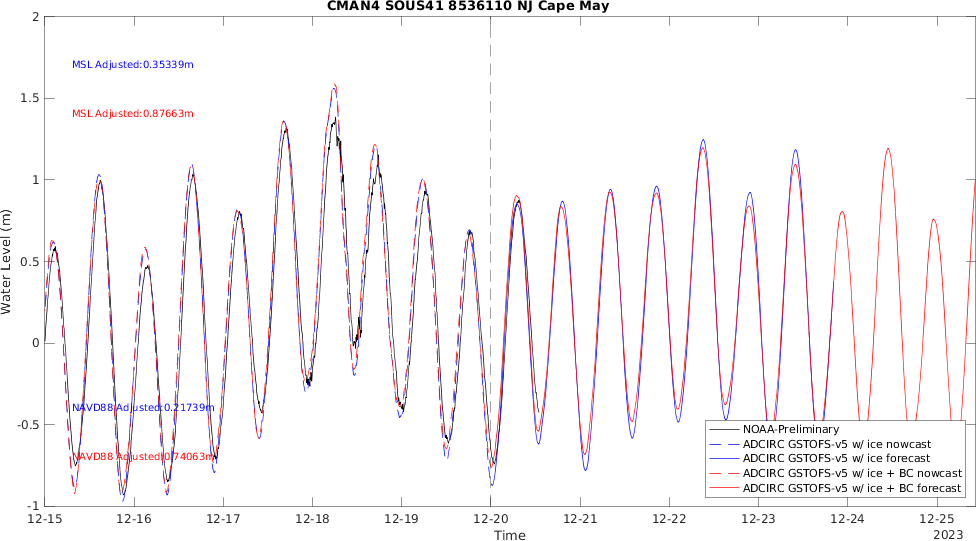 CMAN4 SOUS41 8536110 NJ Cape May
2
1.5
1
0.5
0
-0.5
-1
Water Level (m)
MSL Adjusted:0.35339m
MSL Adjusted:0.87663m
NAVD88 Adjusted:0.21739m
NAVD88 Adjusted:0.74063m
NOAA-Preliminary
ADCIRC GSTOFS-v5 w/ ice nowcast
ADCIRC GSTOFS-v5 w/ ice forecast
ADCIRC GSTOFS-v5 w/ ice + BC nowcast
ADCIRC GSTOFS-v5 w/ ice + BC forecast
12-15 12-16 12-17 12-18 12-19 12-20 12-21 12-22 12-23 12-24 12-25
Time
2023